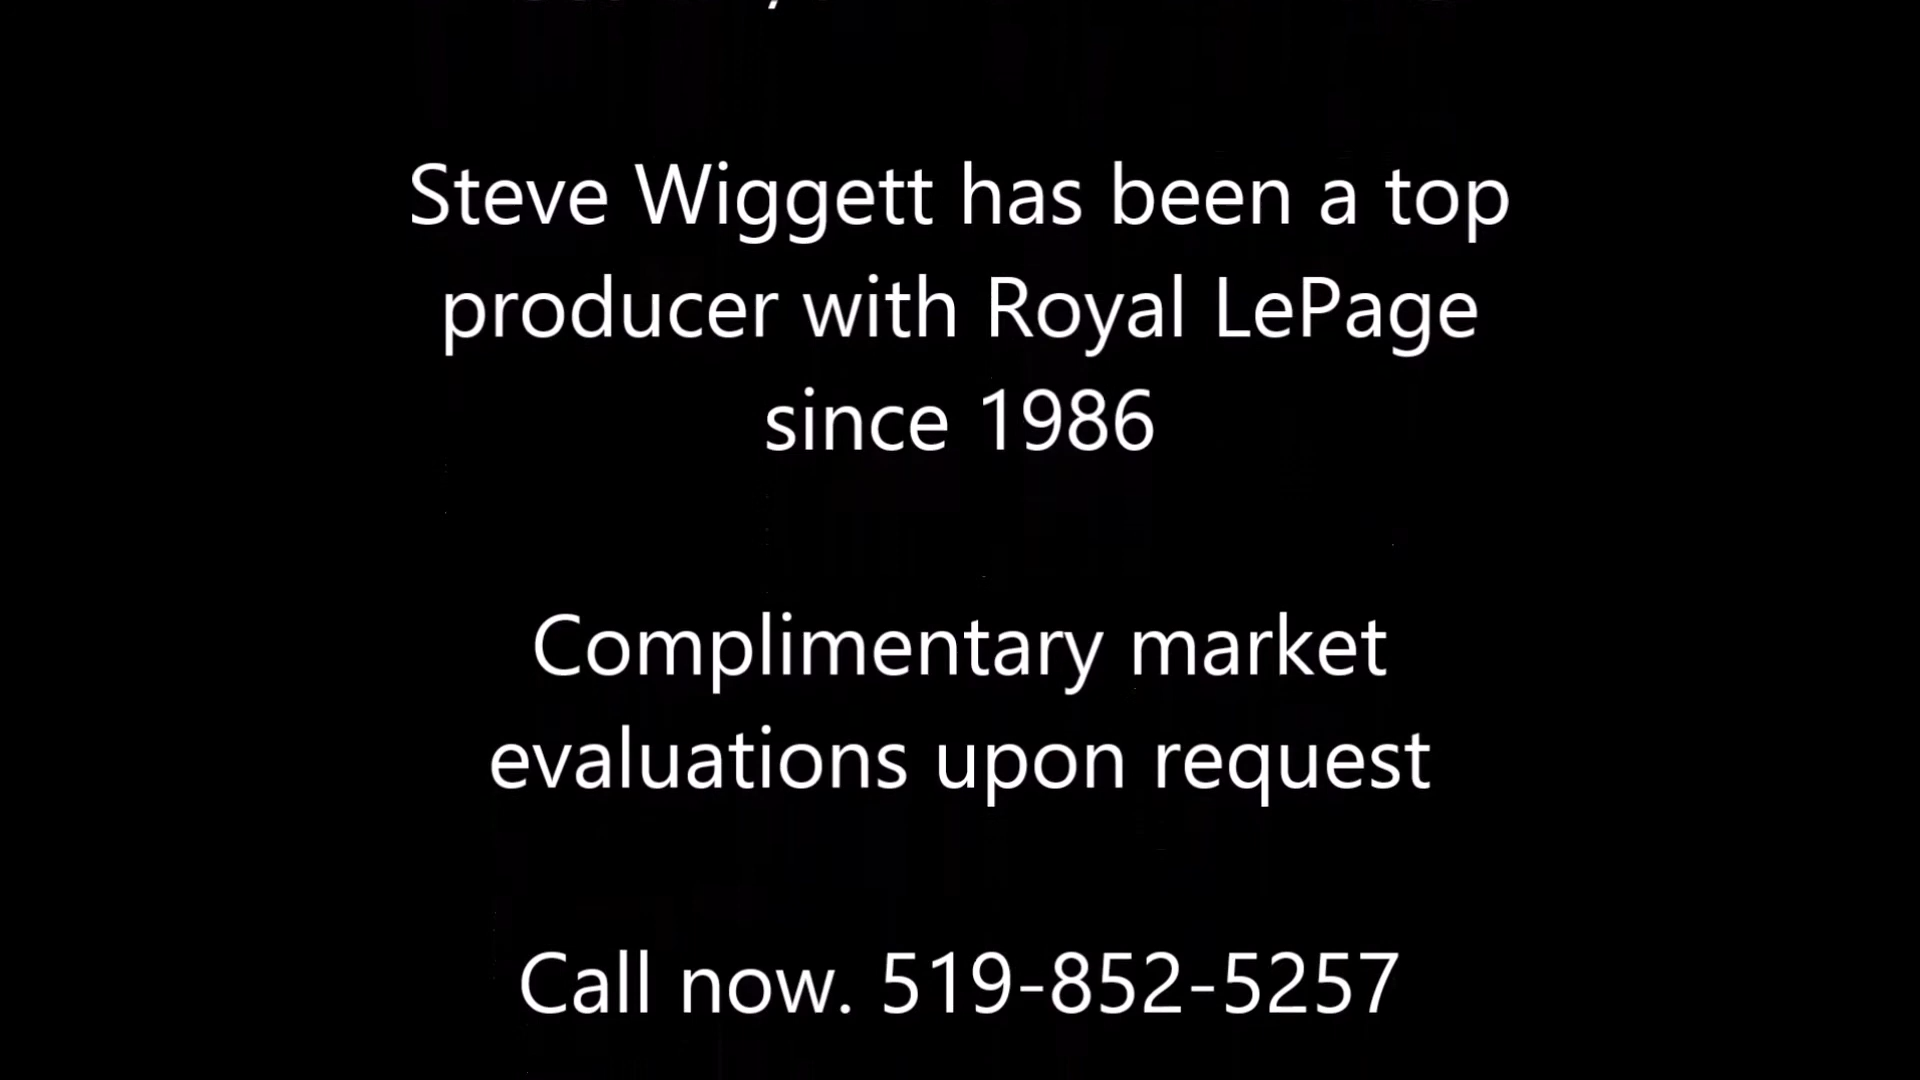 Steve Wiggett has been a top
producer with Royal LePage
since 1986
Complimentary market
evaluations upon request
Call now. 519-852-5257